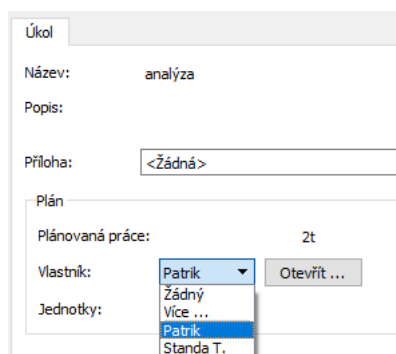 Úkol
Název: analýza
Popis:
Příloha: <Žádná>
Plán
Plánovaná práce: 2t
Vlastník: Patrik Otevřít ...
Žádný
Jednotky: Více ...
Patrik
Standa T.